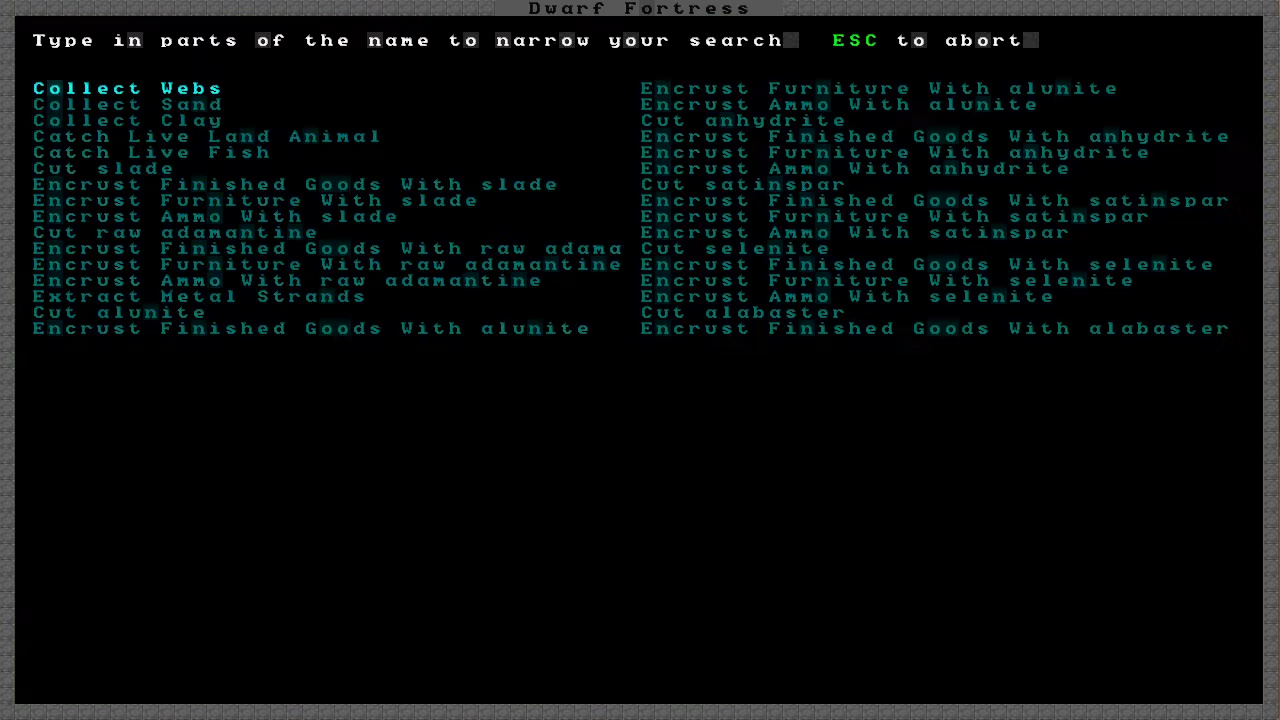 Dwarf Fortress
Type in parts of the name to narrow your search. ESC to abort.
Collect Webs
Collect Sand
Collect Clay
Catch Live Land Animal
Catch Live Fish
Cut slade
Encrust Finished Goods With slade
Encrust Furniture With slade
Encrust Ammo With slade
Cut raw adamantine
Encrust Finished Goods With raw adama
Encrust Furniture With raw adamantine
Encrust Ammo With raw adamantine
Extract Metal Strands
Cut alunite
Encrust Finished Goods With alunite
Encrust Furniture With alunite
Encrust Ammo With alunite
Cut anhydrite
Encrust Finished Goods With anhydrite
Encrust Furniture With anhydrite
Encrust Ammo With anhydrite
Cut satinspar
Encrust Finished Goods With satinspar
Encrust Furniture With satinspar
Encrust Ammo With satinspar
Cut selenite
Encrust Finished Goods With selenite
Encrust Furniture With selenite
Encrust Ammo With selenite
Cut alabaster
Encrust Finished Goods With alabaster